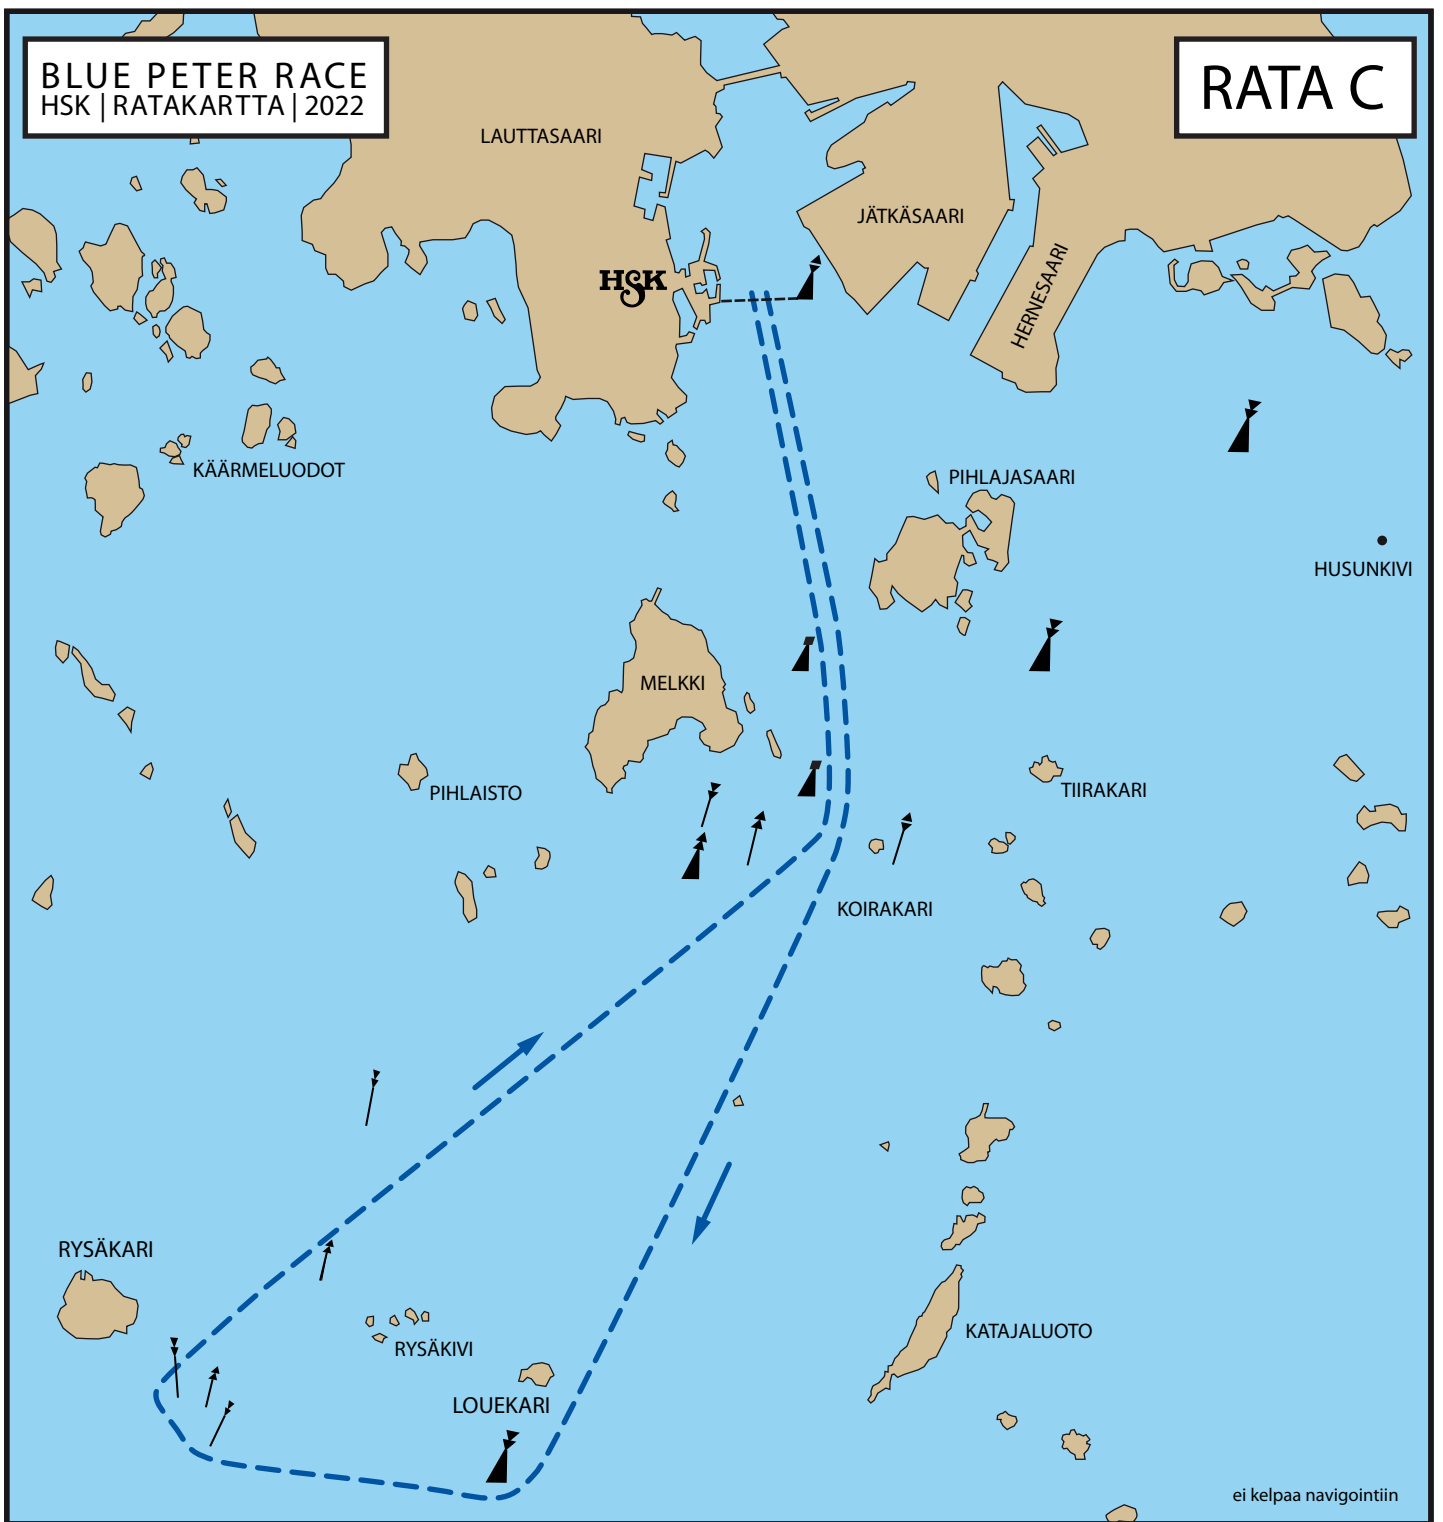 BLUE PETER RACE
HSK | RATAKARTTA | 2022
RATA C
LAUTTASAARI
JÄTKÄSAARI
HERNESAARI
HSK
KÄÄRMELUODOT
PIHLAJASAARI
HUSUNKIVI
MELKKI
PIHLAISTO
TIIRAKARI
KOIRAKARI
RYSÄKARI
RYSÄKIVI
KATAJALUOTO
LOUEKARI
ei kelpaa navigointiin